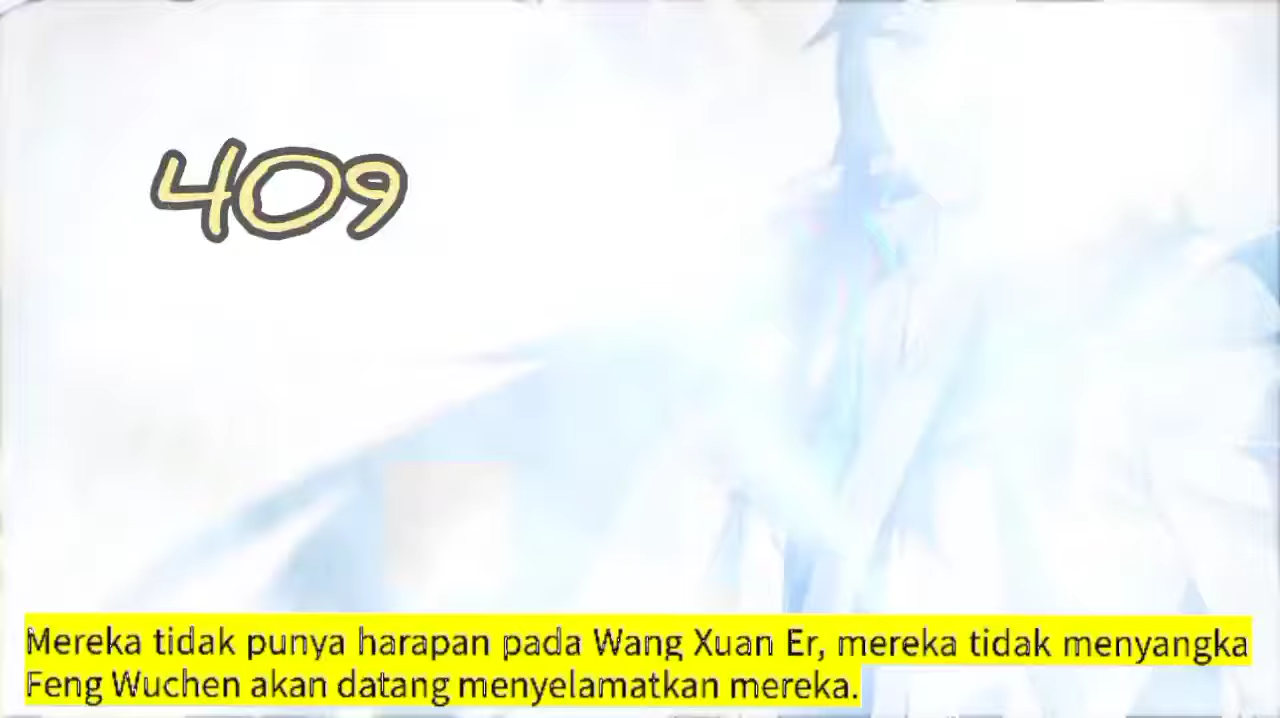 409
Mereka tidak punya harapan pada Wang Xuan Er, mereka tidak menyangka
Feng Wuchen akan datang menyelamatkan mereka.